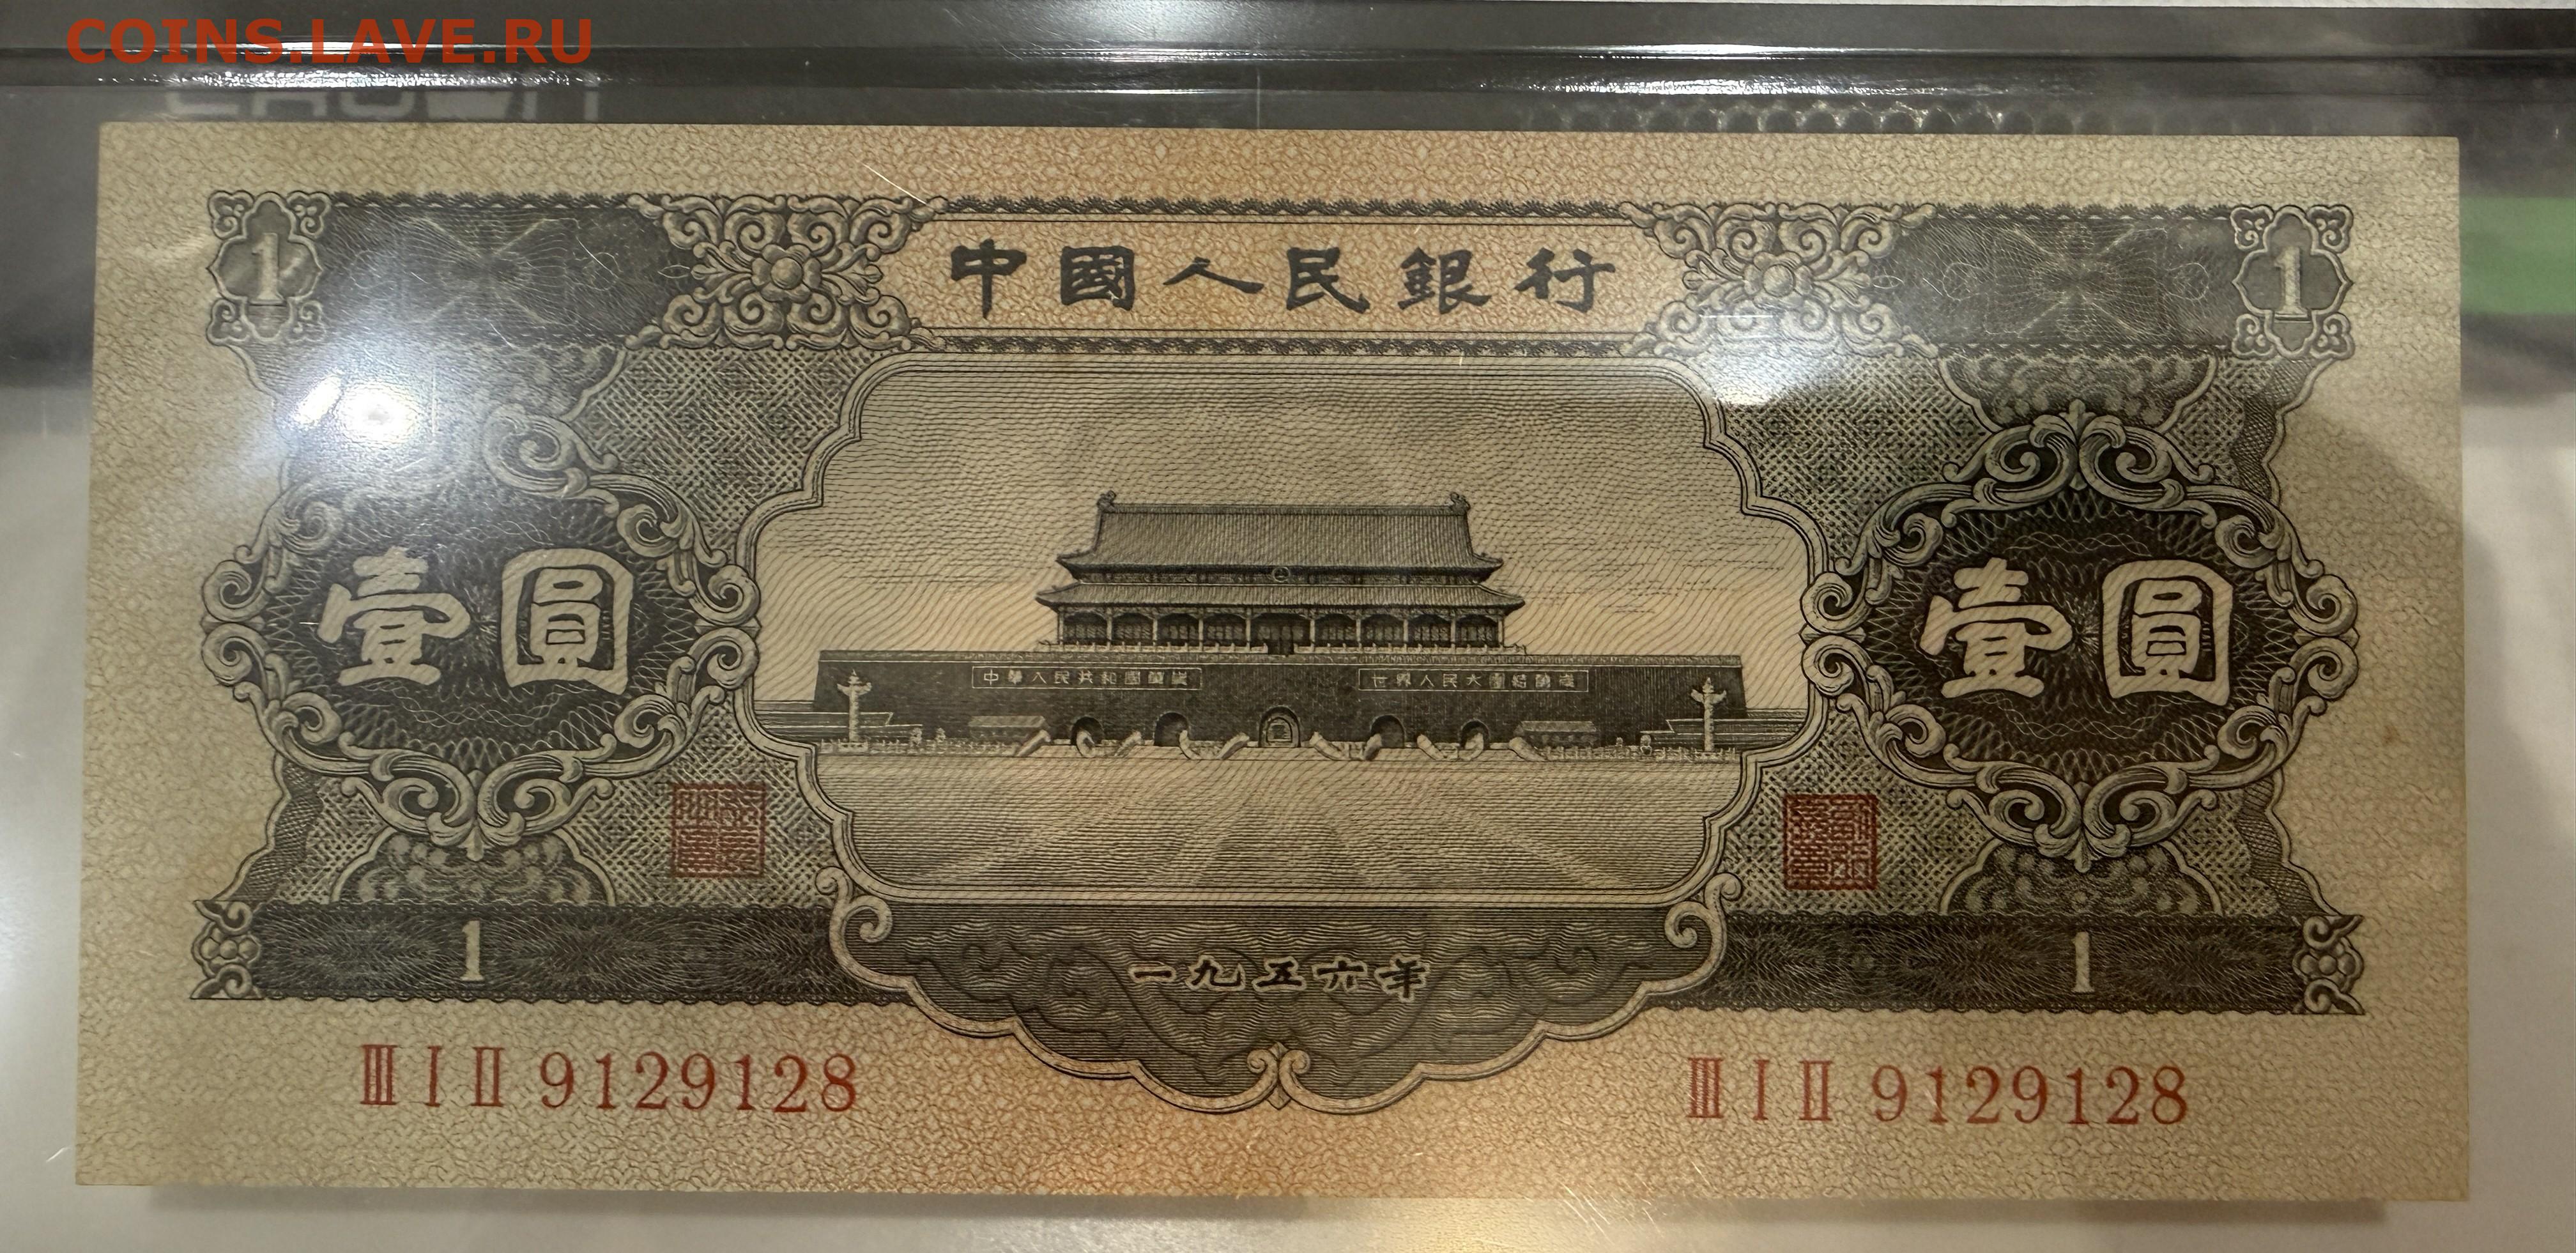 COINS.LAVE.RU
1 中國人民銀行 1
壹圓 壹圓
中華人民共和國萬歲 世界人民大團結萬歲
1 一九五六年 1
Ⅲ Ⅰ Ⅱ 9129128 Ⅲ Ⅰ Ⅱ 9129128